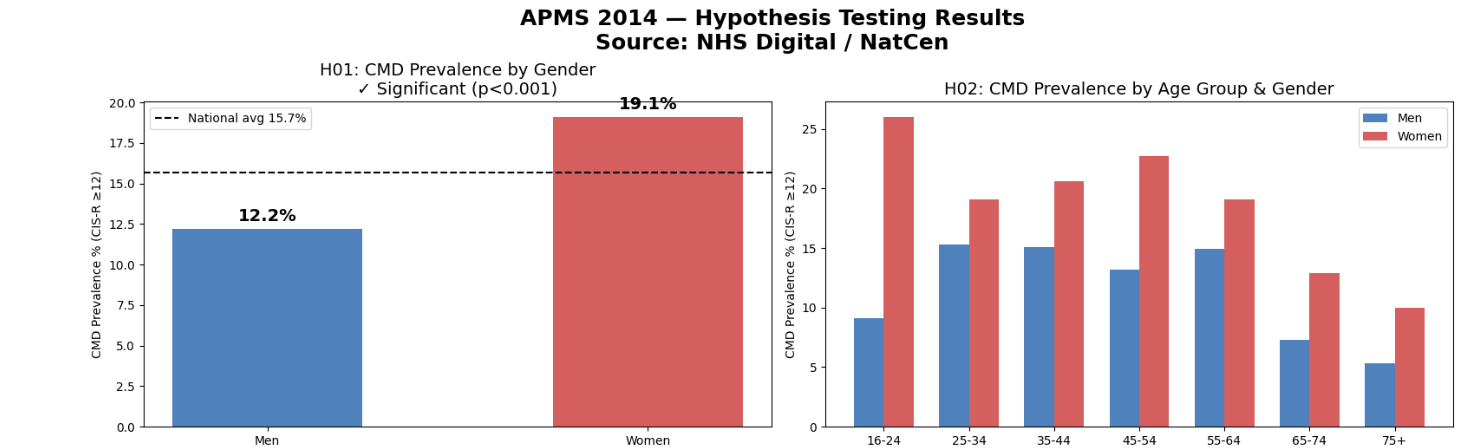 APMS 2014 — Hypothesis Testing Results
Source: NHS Digital / NatCen
H01: CMD Prevalence by Gender
✓ Significant (p<0.001)
CMD Prevalence % (CIS-R ≥12)
20.0
17.5
15.0
12.5
10.0
7.5
5.0
2.5
0.0
National avg 15.7%
12.2%
19.1%
Men
Women
H02: CMD Prevalence by Age Group & Gender
CMD Prevalence % (CIS-R ≥12)
25
20
15
10
5
0
Men
Women
16-24
25-34
35-44
45-54
55-64
65-74
75+